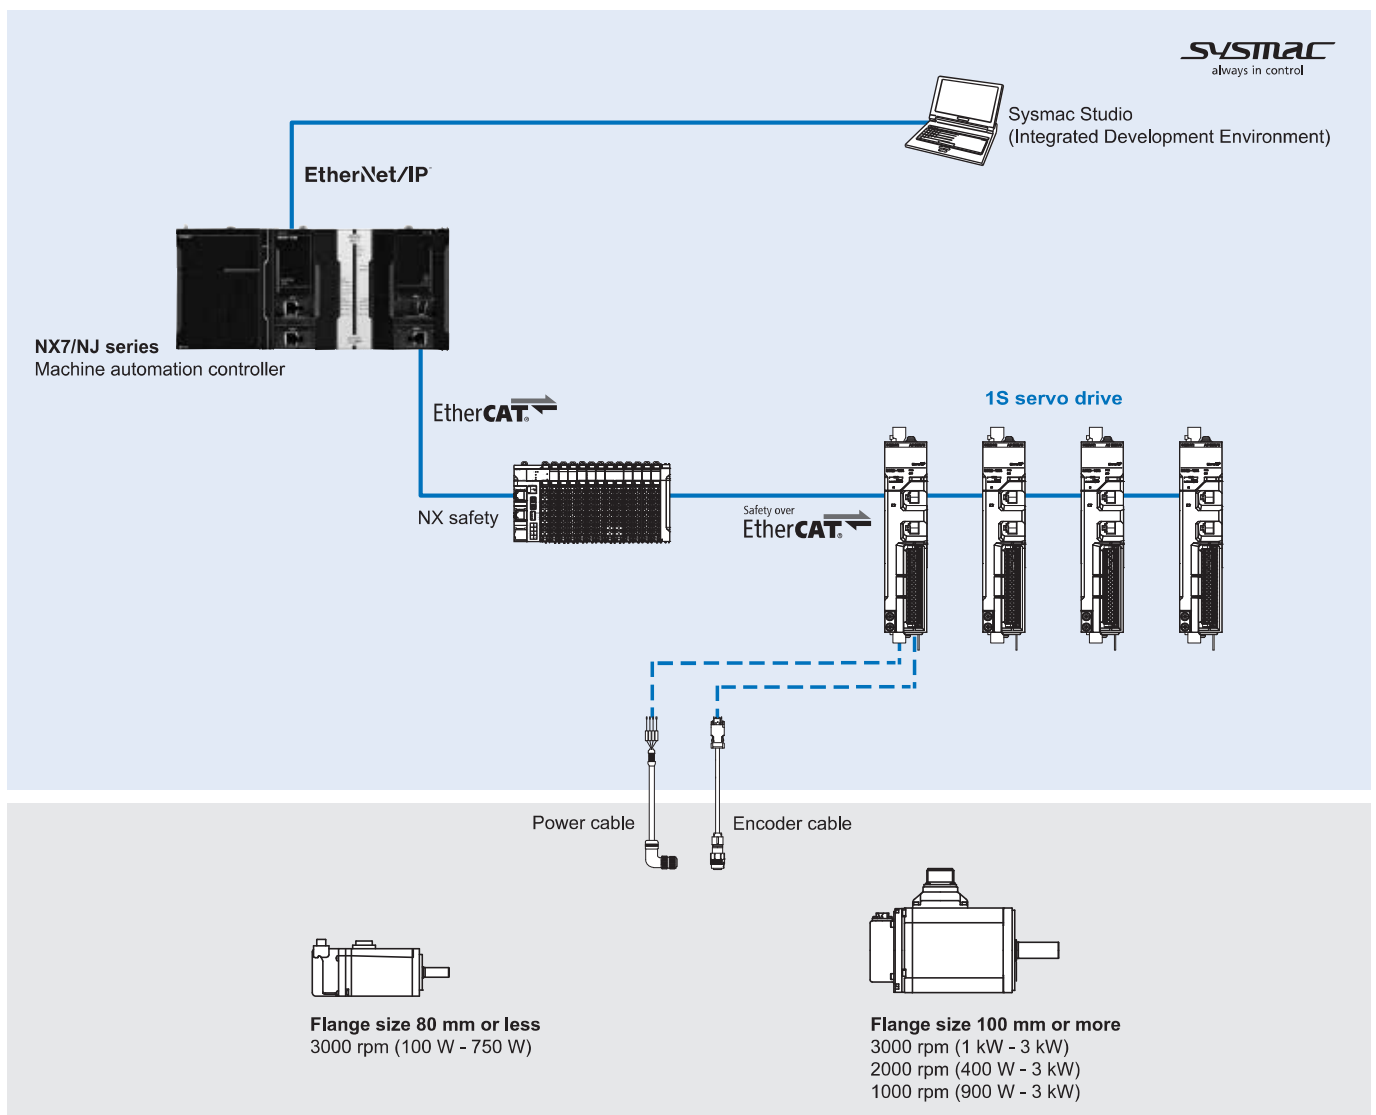 sysmac
always in control
Sysmac Studio
(Integrated Development Environment)
EtherNet/IP
NX7/NJ series
Machine automation controller
EtherCAT®
1S servo drive
NX safety
Safety over
EtherCAT®
Power cable
Encoder cable
Flange size 80 mm or less
3000 rpm (100 W - 750 W)
Flange size 100 mm or more
3000 rpm (1 kW - 3 kW)
2000 rpm (400 W - 3 kW)
1000 rpm (900 W - 3 kW)